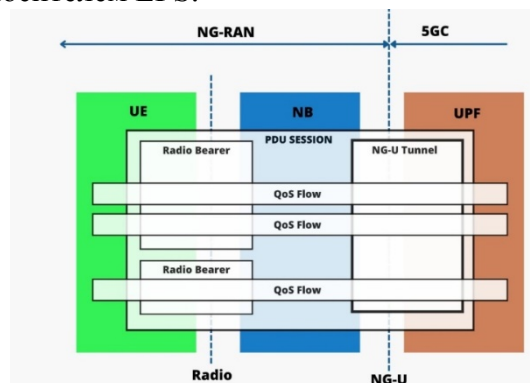 NG-RAN 5GC
UE NB UPF
PDU SESSION
Radio Bearer NG-U Tunnel
QoS Flow
QoS Flow
Radio Bearer
QoS Flow
Radio NG-U